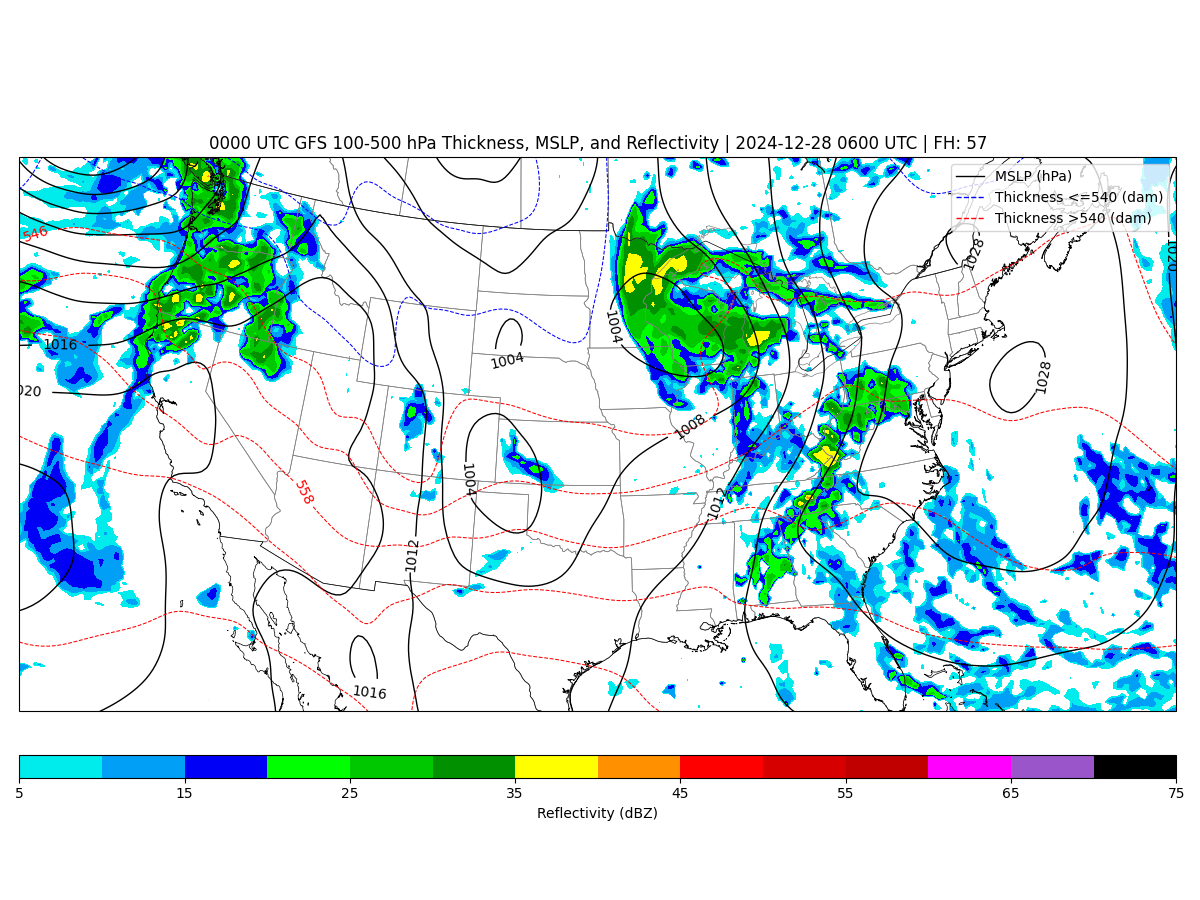 0000 UTC GFS 100-500 hPa Thickness, MSLP, and Reflectivity | 2024-12-28 0600 UTC | FH: 57
MSLP (hPa)
Thickness <=540 (dam)
Thickness >540 (dam)
546
1028
1020
1004
1016
1004
1028
020
1008
1004
558
1012
1012
1016
5 15 25 35 45 55 65 75
Reflectivity (dBZ)